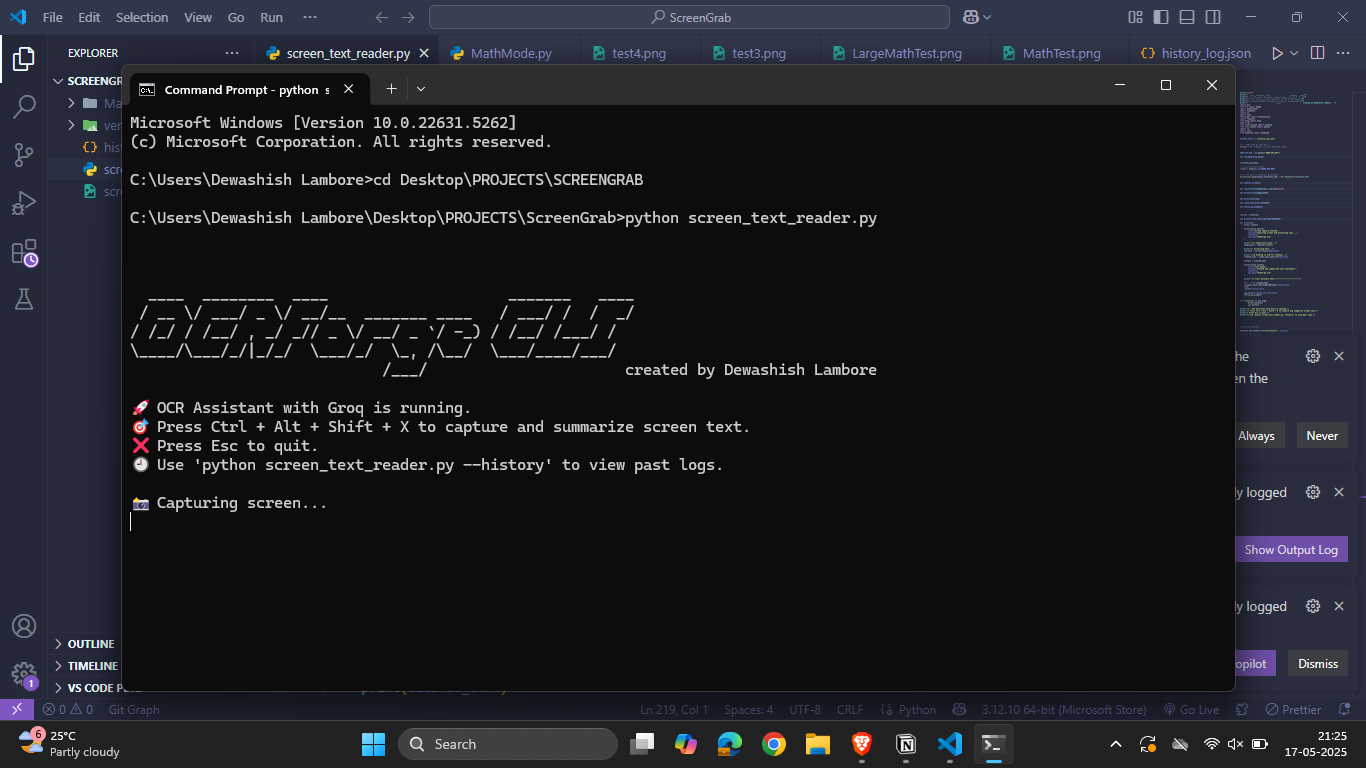 File Edit Selection View Go Run ··· ScreenGrab
EXPLORER ···
screen_text_reader.py
MathMode.py
test4.png
test3.png
LargeMathTest.png
MathTest.png
history_log.json
SCREENGR
Ma
ver
his
scre
scre
Command Prompt - python s
Microsoft Windows [Version 10.0.22631.5262]
(c) Microsoft Corporation. All rights reserved.
C:\Users\Dewashish Lambore>cd Desktop\PROJECTS\SCREENGRAB
C:\Users\Dewashish Lambore\Desktop\PROJECTS\ScreenGrab>python screen_text_reader.py
OCRForge CLI
created by Dewashish Lambore
🚀 OCR Assistant with Groq is running.
🎯 Press Ctrl + Alt + Shift + X to capture and summarize screen text.
❌ Press Esc to quit.
🕘 Use 'python screen_text_reader.py --history' to view past logs.
📸 Capturing screen...
he
en the
Always Never
ly logged
Show Output Log
ly logged
opilot Dismiss
OUTLINE
TIMELINE
VS CODE PETS
0 0 Git Graph Ln 219, Col 1 Spaces: 4 UTF-8 CRLF Python 3.12.10 64-bit (Microsoft Store) Go Live Prettier
1
6
25°C
Partly cloudy
Search
21:25
17-05-2025